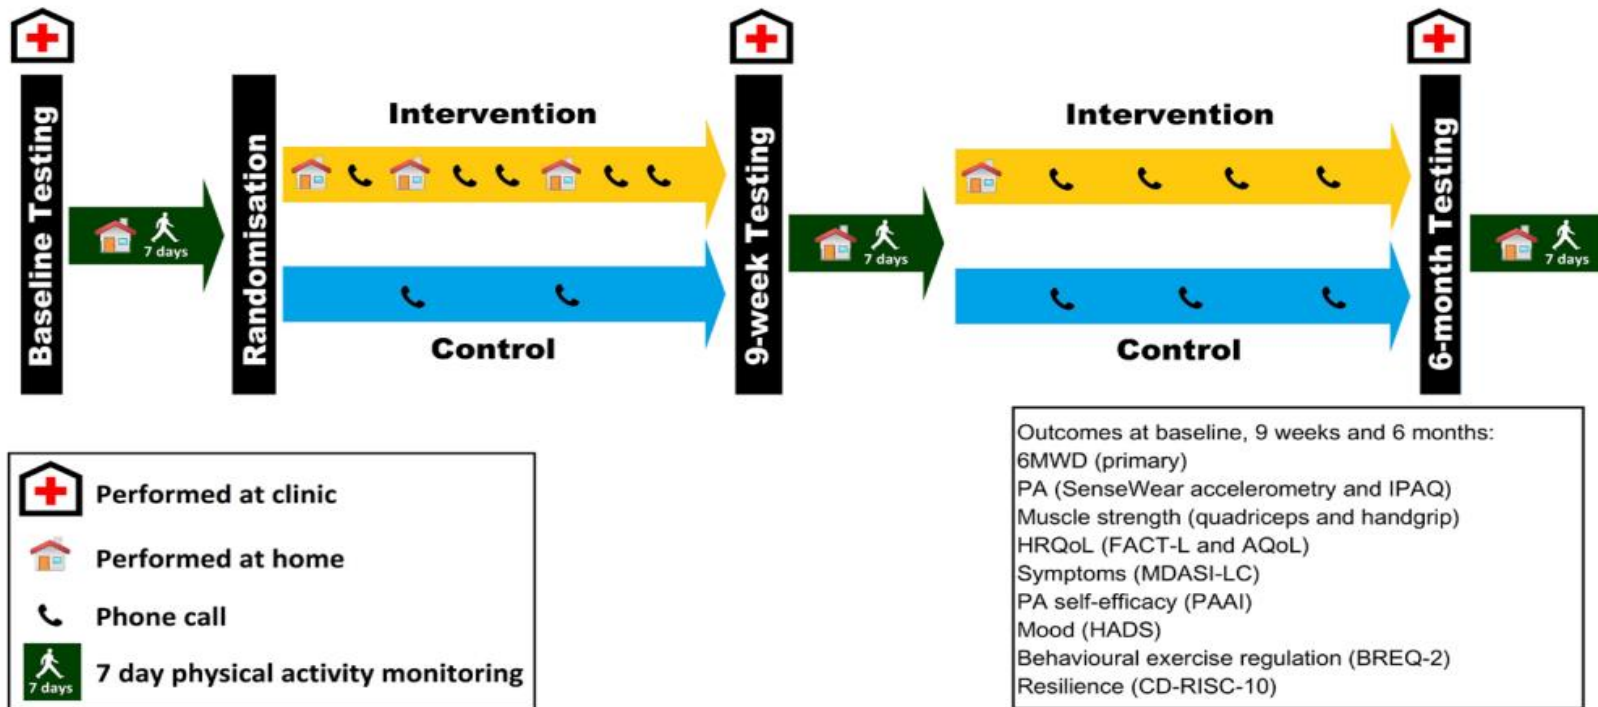 Baseline Testing
7 days
Randomisation
Intervention
Control
9-week Testing
7 days
Intervention
Control
6-month Testing
7 days
Performed at clinic
Performed at home
Phone call
7 days
7 day physical activity monitoring
Outcomes at baseline, 9 weeks and 6 months:
6MWD (primary)
PA (SenseWear accelerometry and IPAQ)
Muscle strength (quadriceps and handgrip)
HRQoL (FACT-L and AQoL)
Symptoms (MDASI-LC)
PA self-efficacy (PAAI)
Mood (HADS)
Behavioural exercise regulation (BREQ-2)
Resilience (CD-RISC-10)